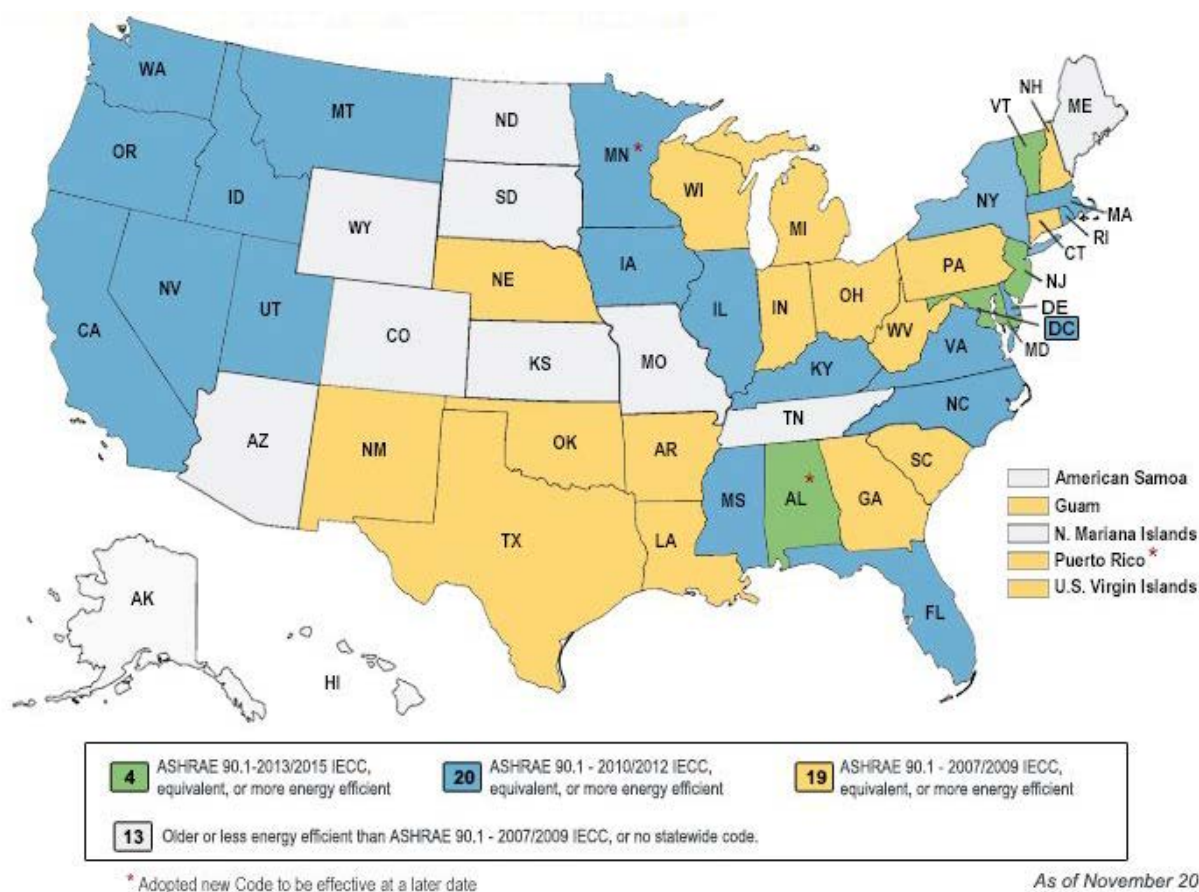 WA
MT
ND
MN *
OR
ID
SD
WY
WI
MI
VT
NH
ME
NY
MA
RI
CT
PA
NJ
DE
DC
MD
NE
IA
IL
IN
OH
WV
VA
NV
UT
CA
CO
KS
MO
KY
NC
TN
AZ
NM
OK
AR
SC
MS
AL *
GA
TX
LA
FL
AK
HI
American Samoa
Guam
N. Mariana Islands
Puerto Rico *
U.S. Virgin Islands
4 ASHRAE 90.1-2013/2015 IECC,
equivalent, or more energy efficient
20 ASHRAE 90.1 - 2010/2012 IECC,
equivalent, or more energy efficient
19 ASHRAE 90.1 - 2007/2009 IECC,
equivalent, or more energy efficient
13 Older or less energy efficient than ASHRAE 90.1 - 2007/2009 IECC, or no statewide code.
* Adopted new Code to be effective at a later date
As of November 20